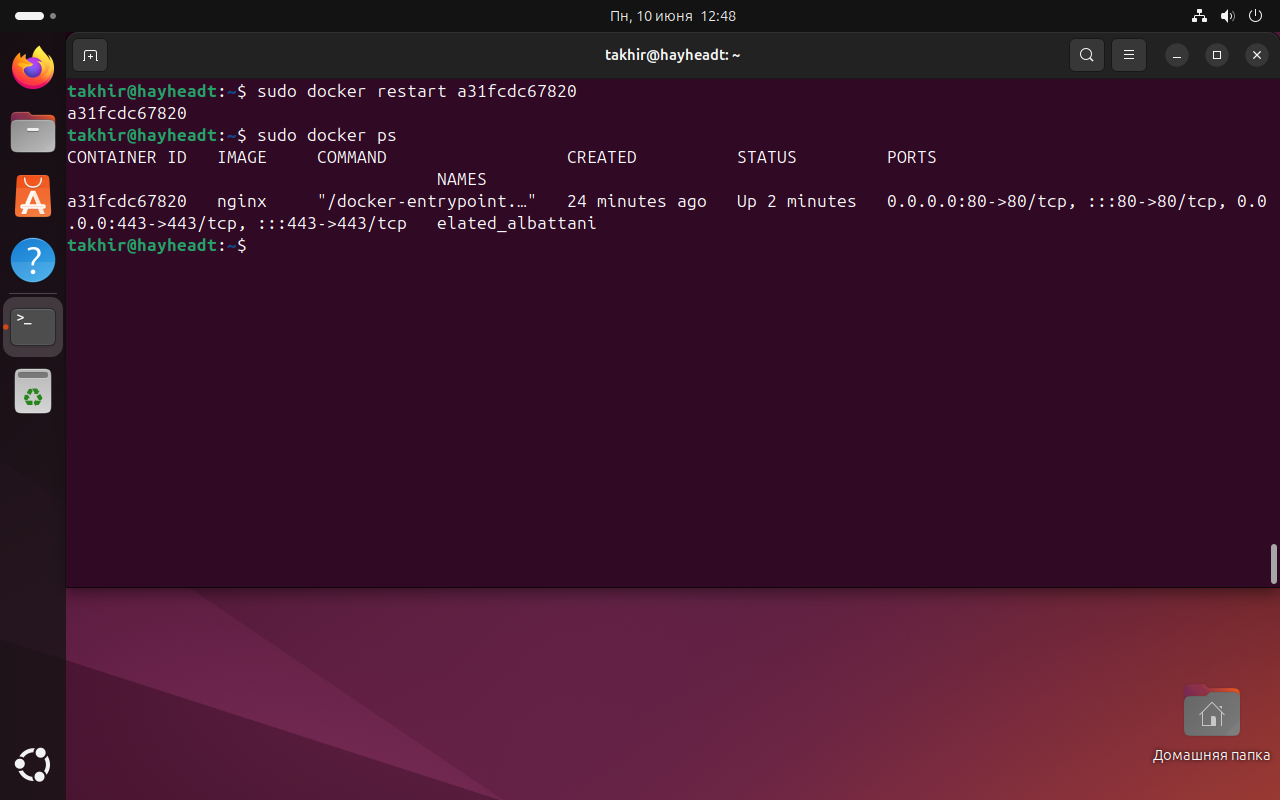 Пн, 10 июня 12:48
takhir@hayheadt: ~
takhir@hayheadt:~$ sudo docker restart a31fcdc67820
a31fcdc67820
takhir@hayheadt:~$ sudo docker ps
CONTAINER ID   IMAGE     COMMAND                  CREATED          STATUS         PORTS
NAMES
a31fcdc67820   nginx     "/docker-entrypoint.…"   24 minutes ago   Up 2 minutes   0.0.0.0:80->80/tcp, :::80->80/tcp, 0.0
.0.0:443->443/tcp, :::443->443/tcp   elated_albattani
takhir@hayheadt:~$
Домашняя папка